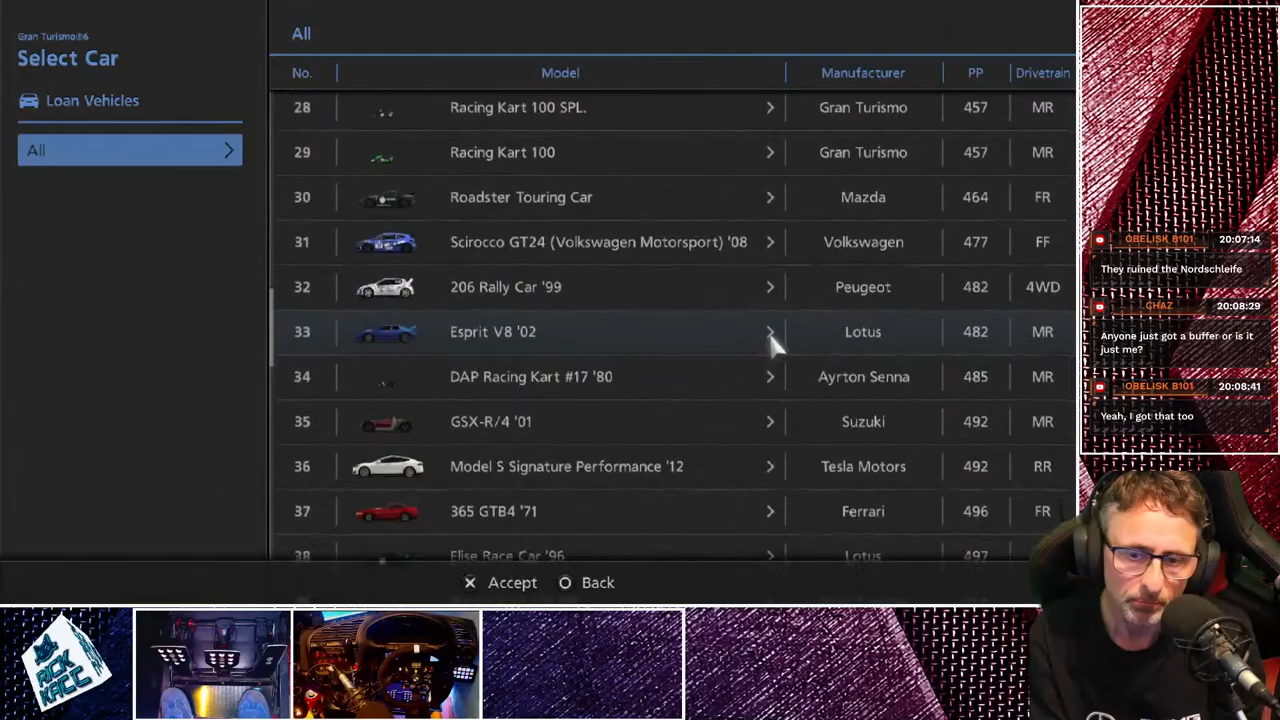 Gran Turismo®6
Select Car
Loan Vehicles
All
All
No. Model Manufacturer PP Drivetrain
28 Racing Kart 100 SPL. Gran Turismo 457 MR
29 Racing Kart 100 Gran Turismo 457 MR
30 Roadster Touring Car Mazda 464 FR
31 Scirocco GT24 (Volkswagen Motorsport) '08 Volkswagen 477 FF
32 206 Rally Car '99 Peugeot 482 4WD
33 Esprit V8 '02 Lotus 482 MR
34 DAP Racing Kart #17 '80 Ayrton Senna 485 MR
35 GSX-R/4 '01 Suzuki 492 MR
36 Model S Signature Performance '12 Tesla Motors 492 RR
37 365 GTB4 '71 Ferrari 496 FR
38 Elise Race Car '96 Lotus 497
Accept Back
OBELISK B101 20:07:14
They ruined the Nordschleife
CHAZ 20:08:29
Anyone just got a buffer or is it
just me?
OBELISK B101 20:08:41
Yeah, I got that too
RICK
KACC